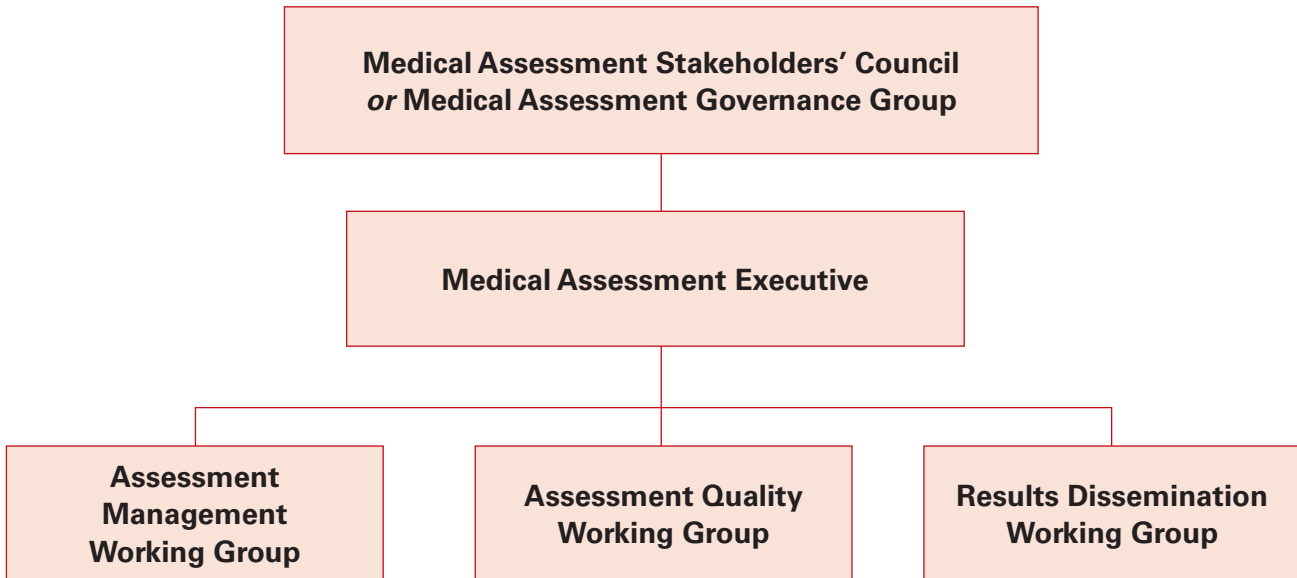 Medical Assessment Stakeholders’ Council
or Medical Assessment Governance Group
Medical Assessment Executive
Assessment
Management
Working Group
Assessment Quality
Working Group
Results Dissemination
Working Group